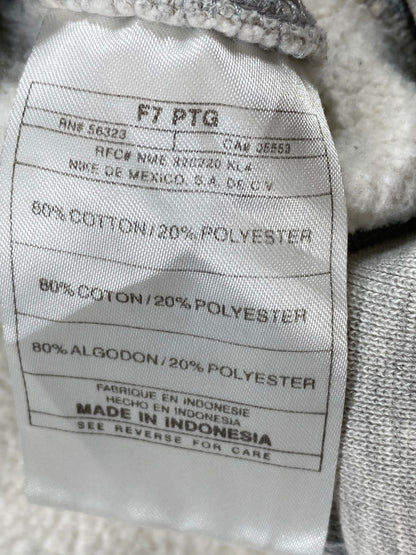 F7 PTG
RN# 56323 CA# 05553
RFC# NME 920220 KL4
NIKE DE MEXICO, S.A. DE C.V.
80% COTTON / 20% POLYESTER
80% COTON / 20% POLYESTER
80% ALGODON / 20% POLYESTER
FABRIQUE EN INDONESIE
HECHO EN INDONESIA
MADE IN INDONESIA
SEE REVERSE FOR CARE